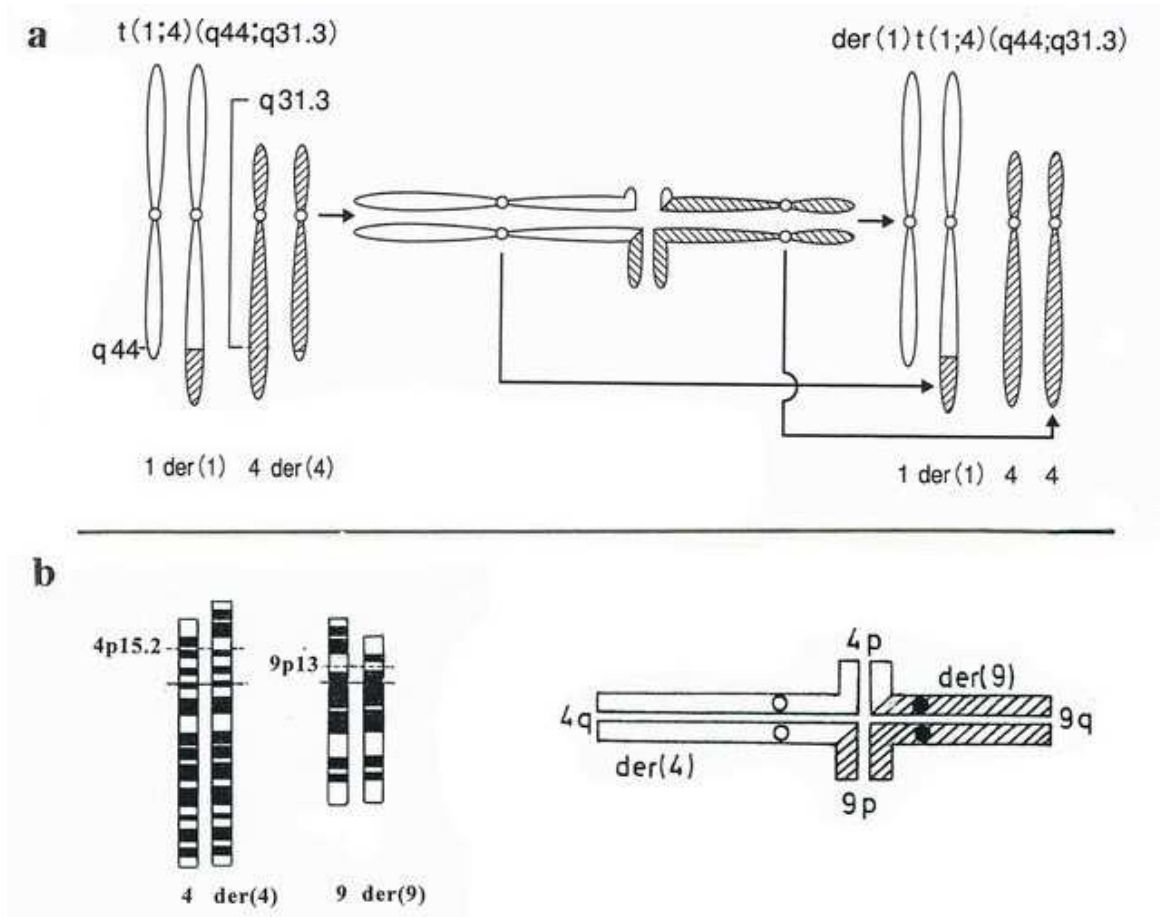 a
t(1;4)(q44;q31.3)
der(1)t(1;4)(q44;q31.3)
q31.3
q44
1 der(1) 4 der(4)
1 der(1) 4 4
b
4p15.2
9p13
4p
der(9)
4q
9q
der(4)
9p
4 der(4) 9 der(9)